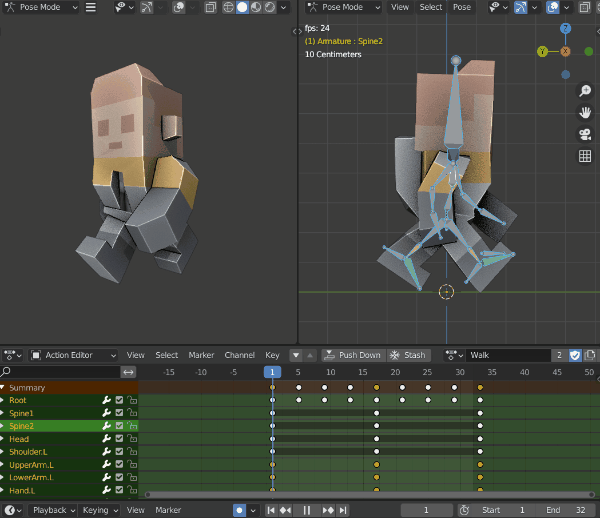 Pose Mode
Pose Mode View Select Pose
fps: 24
(1) Armature : Spine2
10 Centimeters
Z
Y
X
Action Editor View Select Marker Channel Key Push Down Stash Walk 2
-15 -10 -5 1 5 10 15 20 25 30 35 40 45 50
Summary
Root
Spine1
Spine2
Head
Shoulder.L
UpperArm.L
LowerArm.L
Hand.L
Playback Keying View Marker 1 Start 1 End 32